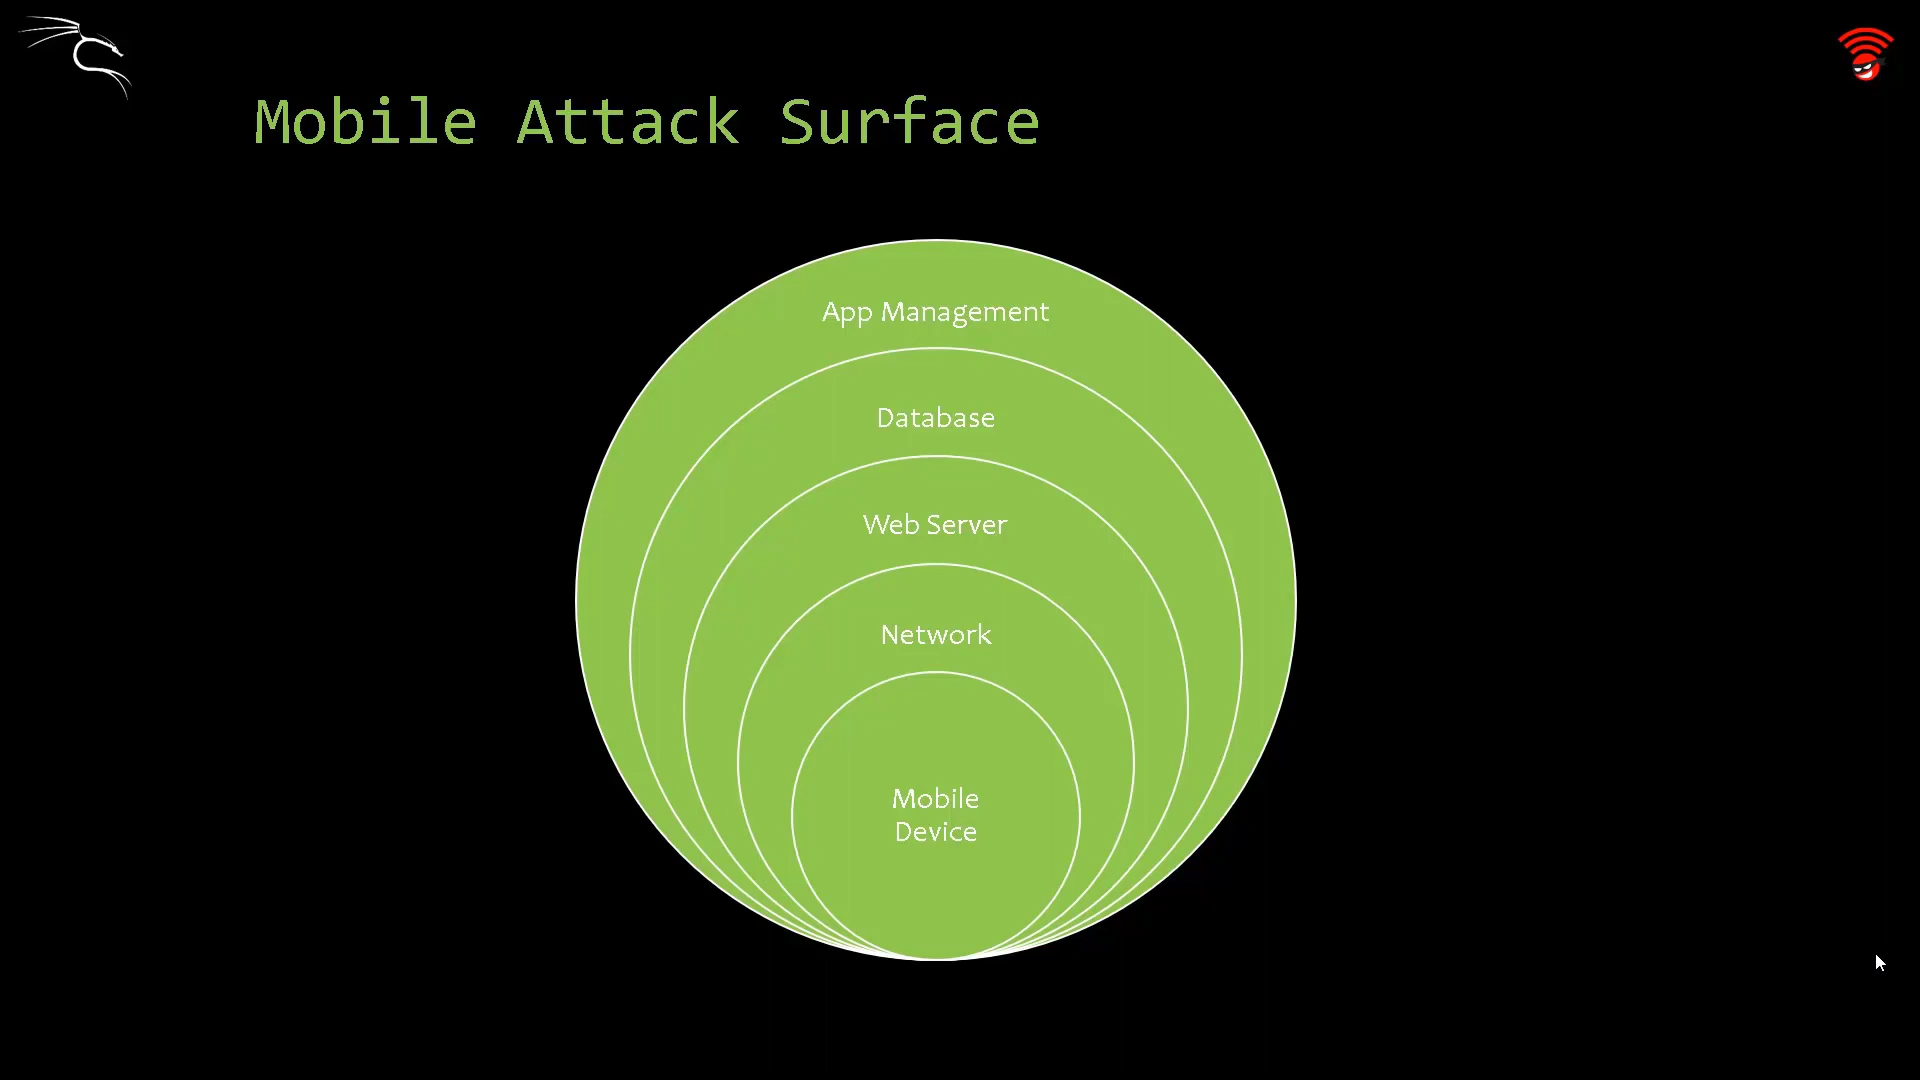 Mobile Attack Surface
App Management
Database
Web Server
Network
Mobile
Device